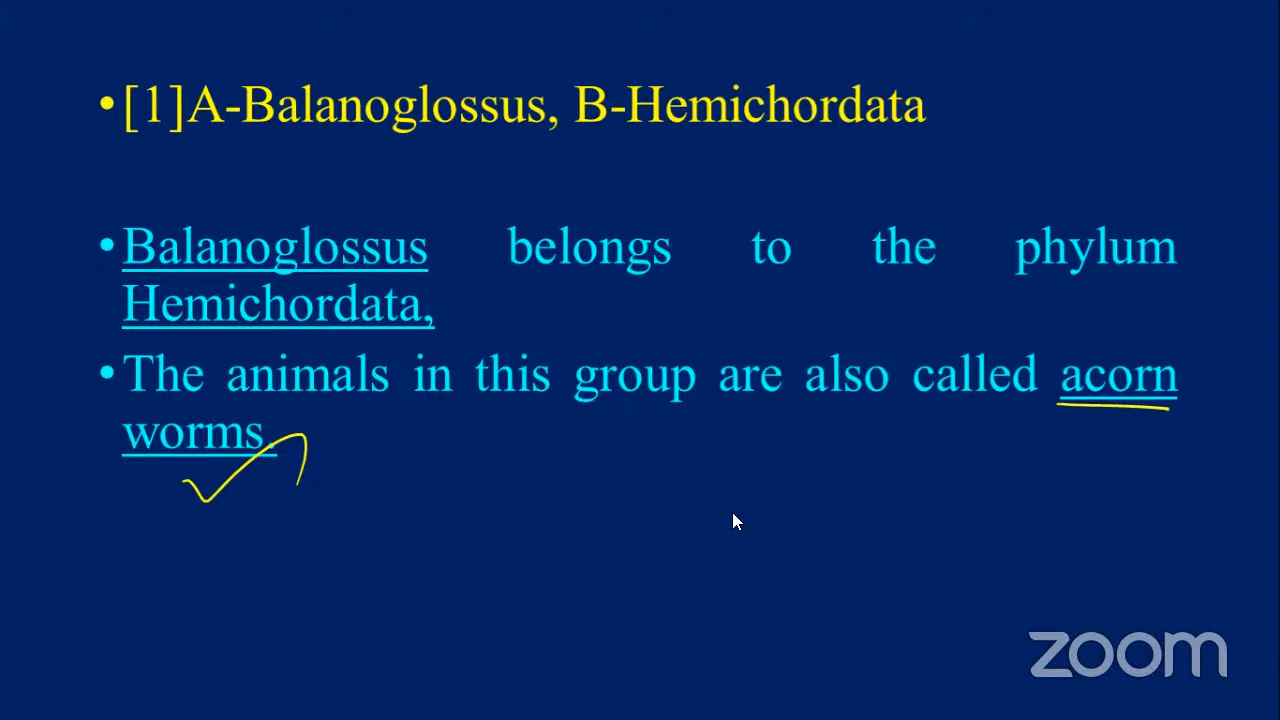 •[1]A-Balanoglossus, B-Hemichordata
•Balanoglossus belongs to the phylum
Hemichordata,
•The animals in this group are also called acorn
worms.
zoom